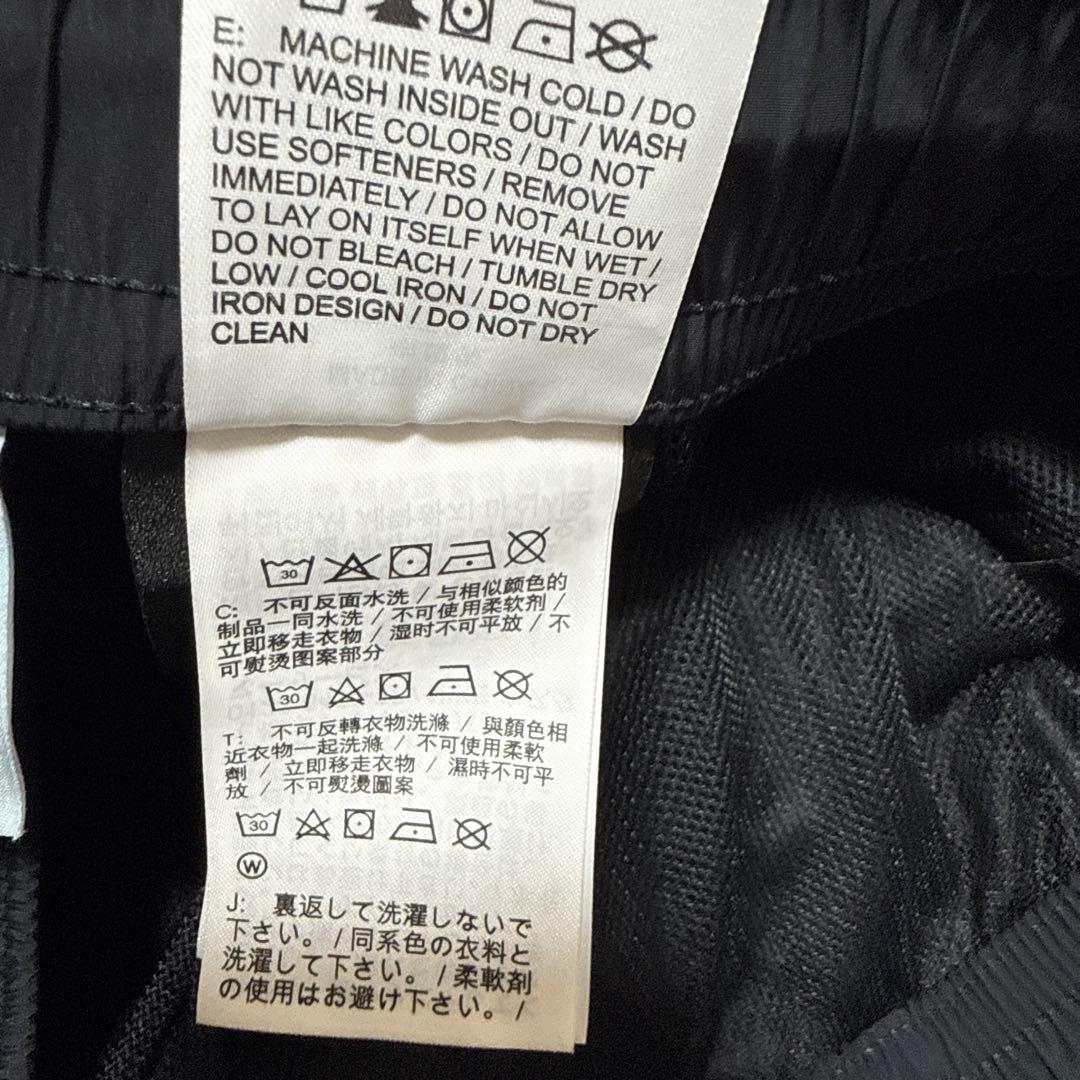 E: MACHINE WASH COLD / DO
NOT WASH INSIDE OUT / WASH
WITH LIKE COLORS / DO NOT
USE SOFTENERS / REMOVE
IMMEDIATELY / DO NOT ALLOW
TO LAY ON ITSELF WHEN WET /
DO NOT BLEACH / TUMBLE DRY
LOW / COOL IRON / DO NOT
IRON DESIGN / DO NOT DRY
CLEAN
30
C: 不可反面水洗 / 与相似颜色的
制品一同水洗 / 不可使用柔软剂 /
立即移走衣物 / 湿时不可平放 / 不
可熨烫图案部分
30
T: 不可反轉衣物洗滌 / 與顏色相
近衣物一起洗滌 / 不可使用柔軟
劑 / 立即移走衣物 / 濕時不可平
放 / 不可熨燙圖案
30
W
J: 裏返して洗濯しないで
下さい。/ 同系色の衣料と
洗濯して下さい。/ 柔軟剤
の使用はお避け下さい。/